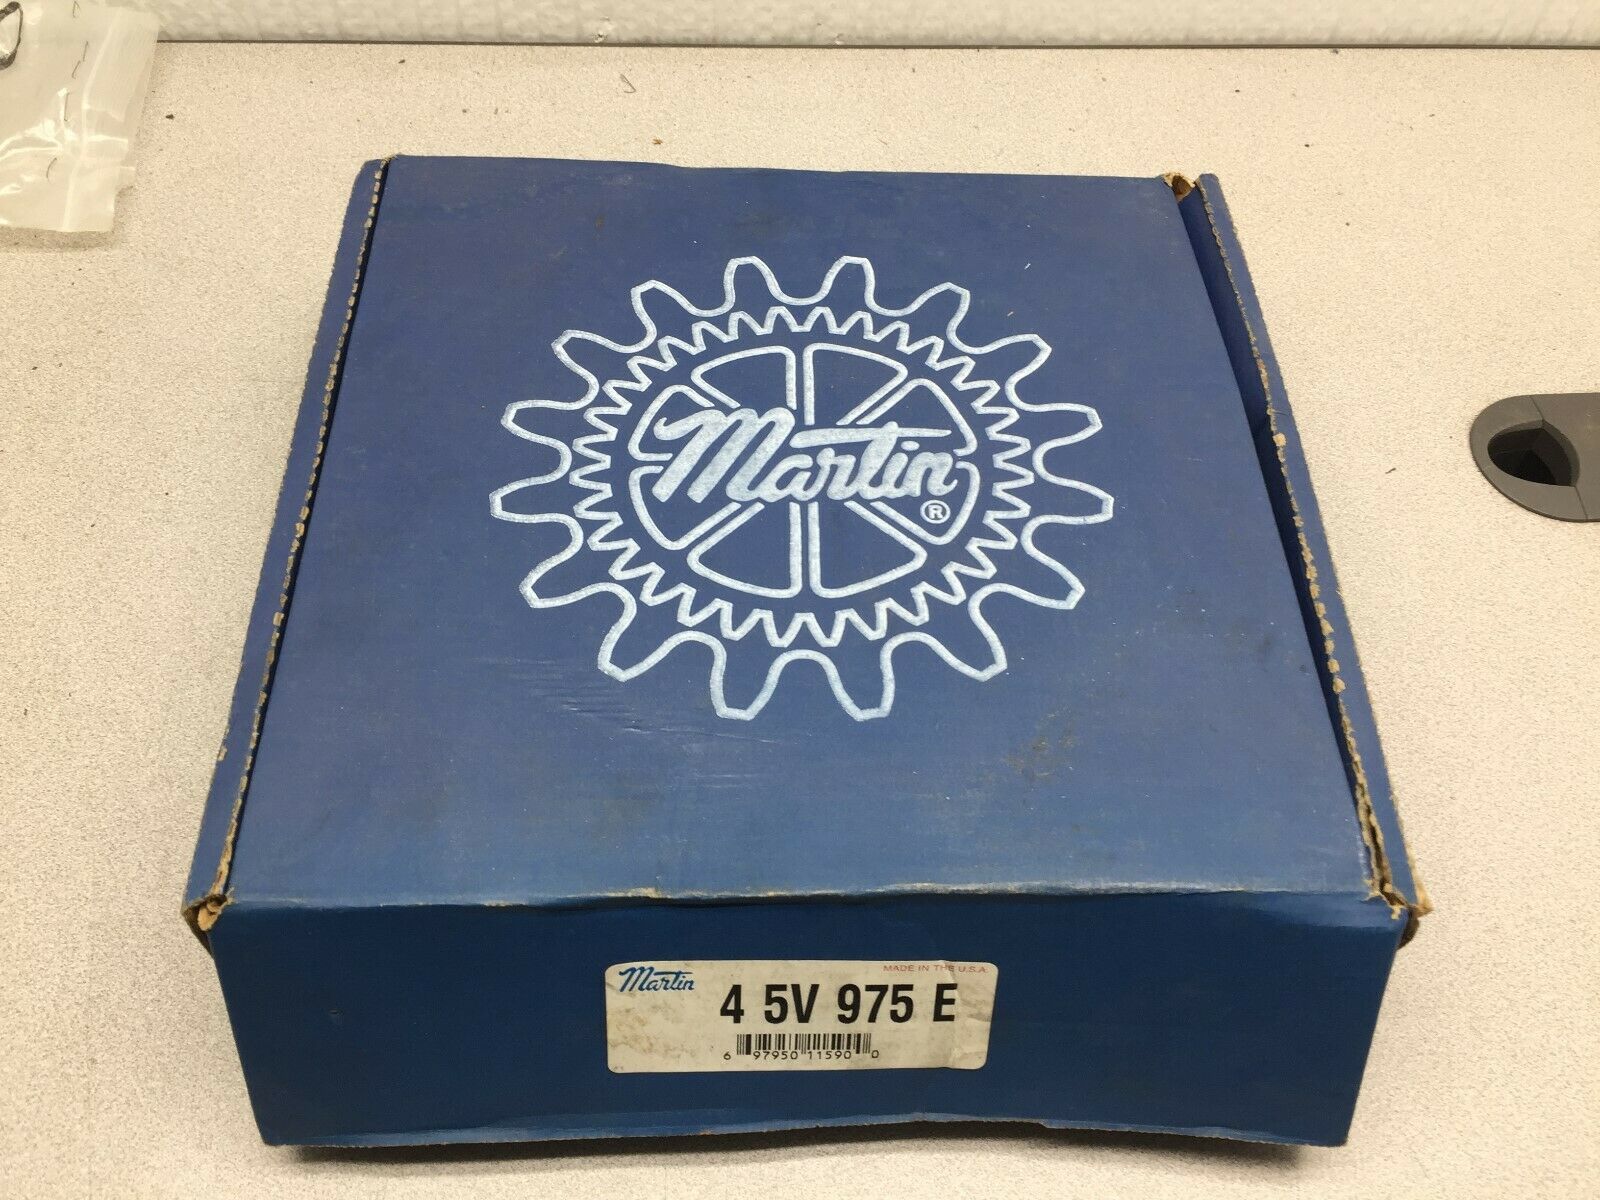 Martin®
Martin
MADE IN THE U.S.A.
4 5V 975 E
6 97950 11590 0